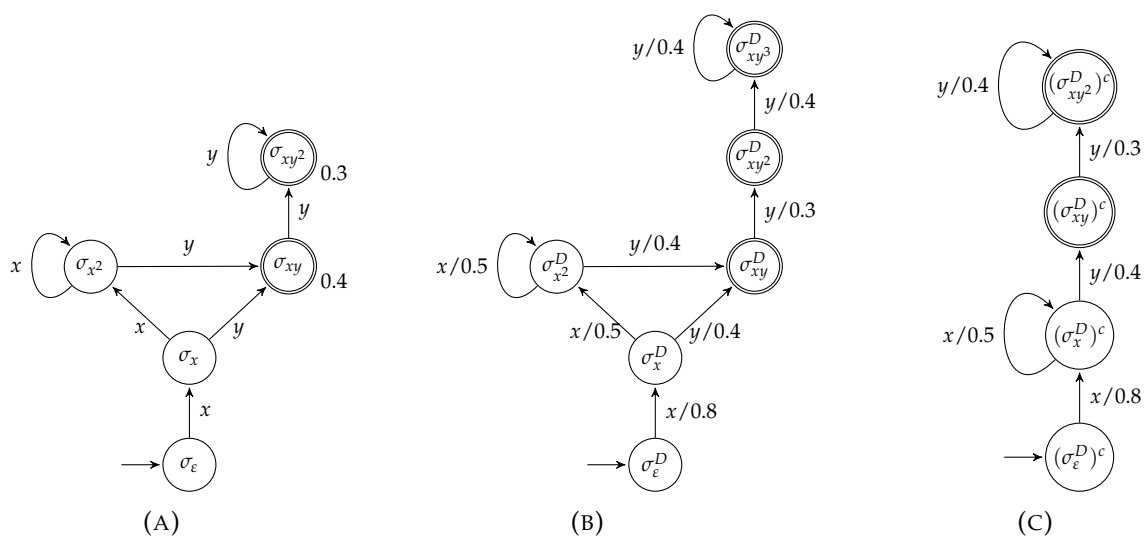 σ_{xy^2}
0.3
y
y
σ_{x^2}
x
y
σ_{xy}
0.4
x
y
σ_x
x
σ_ε
(A)
σ^D_{xy^3}
y/0.4
y/0.4
σ^D_{xy^2}
y/0.3
σ^D_{x^2}
x/0.5
y/0.4
σ^D_{xy}
x/0.5
y/0.4
σ^D_x
x/0.8
σ^D_ε
(B)
(σ^D_{xy^2})^c
y/0.4
y/0.3
(σ^D_{xy})^c
y/0.4
(σ^D_x)^c
x/0.5
x/0.8
(σ^D_ε)^c
(C)